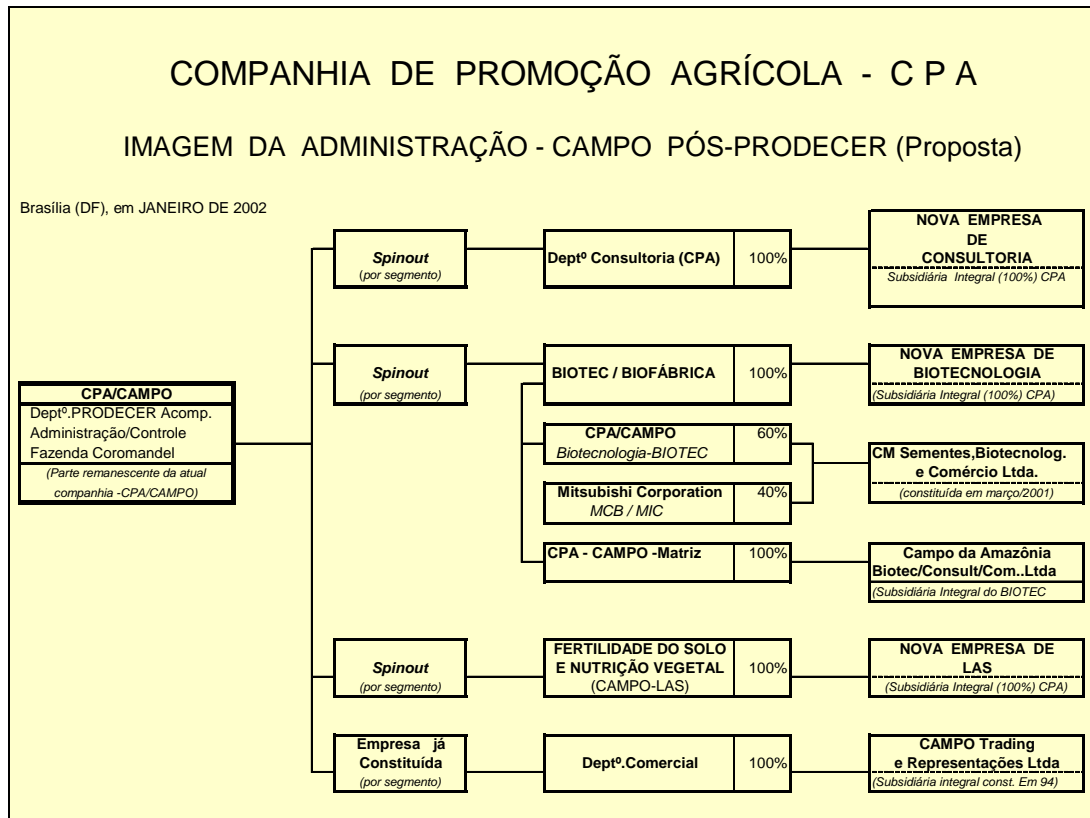 COMPANHIA DE PROMOÇÃO AGRÍCOLA - C P A
IMAGEM DA ADMINISTRAÇÃO - CAMPO PÓS-PRODECER (Proposta)
Brasília (DF), em JANEIRO DE 2002
CPA/CAMPO
Deptº.PRODECER Acomp.
Administração/Controle
Fazenda Coromandel
(Parte remanescente da atual
companhia -CPA/CAMPO)
Spinout
(por segmento)
Deptº Consultoria (CPA)
100%
NOVA EMPRESA
DE
CONSULTORIA
Subsidiária Integral (100%) CPA
Spinout
(por segmento)
BIOTEC / BIOFÁBRICA
100%
NOVA EMPRESA DE
BIOTECNOLOGIA
(Subsidiária Integral (100%) CPA)
CPA/CAMPO
Biotecnologia-BIOTEC
60%
Mitsubishi Corporation
MCB / MIC
40%
CM Sementes,Biotecnolog.
e Comércio Ltda.
(constituída em março/2001)
CPA - CAMPO -Matriz
100%
Campo da Amazônia
Biotec/Consult/Com..Ltda
(Subsidiária Integral do BIOTEC
Spinout
(por segmento)
FERTILIDADE DO SOLO
E NUTRIÇÃO VEGETAL
(CAMPO-LAS)
100%
NOVA EMPRESA DE
LAS
(Subsidiária Integral (100%) CPA)
Empresa já
Constituída
(por segmento)
Deptº.Comercial
100%
CAMPO Trading
e Representações Ltda
(Subsidiária integral const. Em 94)